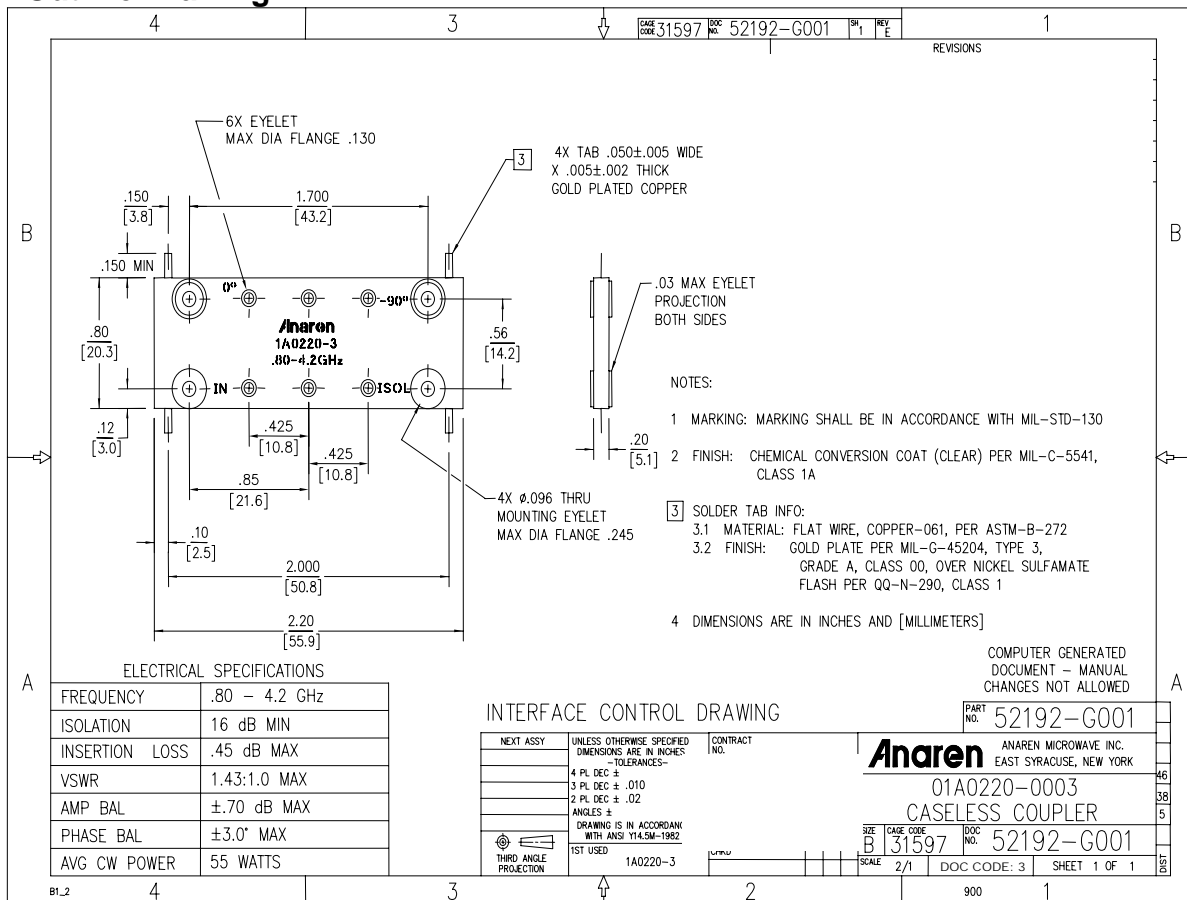 4 3 1
CAGE CODE 31597 DOC NO. 52192-G001 SH 1 REV E
REVISIONS
6X EYELET
MAX DIA FLANGE .130
3
4X TAB .050±.005 WIDE
X .005±.002 THICK
GOLD PLATED COPPER
.150
[3.8]
1.700
[43.2]
B
B
.150 MIN
0°
-90°
Anaren
1A0220-3
.80-4.2GHz
IN
ISOL
.80
[20.3]
.56
[14.2]
.03 MAX EYELET
PROJECTION
BOTH SIDES
.12
[3.0]
.425
[10.8]
.425
[10.8]
.85
[21.6]
.20
[5.1]
4X ø.096 THRU
MOUNTING EYELET
MAX DIA FLANGE .245
.10
[2.5]
2.000
[50.8]
2.20
[55.9]
NOTES:
1 MARKING: MARKING SHALL BE IN ACCORDANCE WITH MIL-STD-130
2 FINISH: CHEMICAL CONVERSION COAT (CLEAR) PER MIL-C-5541,
CLASS 1A
3 SOLDER TAB INFO:
3.1 MATERIAL: FLAT WIRE, COPPER-061, PER ASTM-B-272
3.2 FINISH: GOLD PLATE PER MIL-G-45204, TYPE 3,
GRADE A, CLASS 00, OVER NICKEL SULFAMATE
FLASH PER QQ-N-290, CLASS 1
4 DIMENSIONS ARE IN INCHES AND [MILLIMETERS]
COMPUTER GENERATED
DOCUMENT - MANUAL
CHANGES NOT ALLOWED
A
A
ELECTRICAL SPECIFICATIONS
FREQUENCY .80 - 4.2 GHz
ISOLATION 16 dB MIN
INSERTION LOSS .45 dB MAX
VSWR 1.43:1.0 MAX
AMP BAL ±.70 dB MAX
PHASE BAL ±3.0° MAX
AVG CW POWER 55 WATTS
INTERFACE CONTROL DRAWING
PART NO. 52192-G001
NEXT ASSY
UNLESS OTHERWISE SPECIFIED
DIMENSIONS ARE IN INCHES
-TOLERANCES-
4 PL DEC ±
3 PL DEC ± .010
2 PL DEC ± .02
ANGLES ±
DRAWING IS IN ACCORDANC
WITH ANSI Y14.5M-1982
1ST USED
1A0220-3
THIRD ANGLE
PROJECTION
CONTRACT
NO.
Anaren
ANAREN MICROWAVE INC.
EAST SYRACUSE, NEW YORK
01A0220-0003
CASELESS COUPLER
SIZE B CAGE CODE 31597 DOC NO. 52192-G001
SCALE 2/1 DOC CODE: 3 SHEET 1 OF 1
46
38
5
DIST
B1_2 4 3 2 900 1